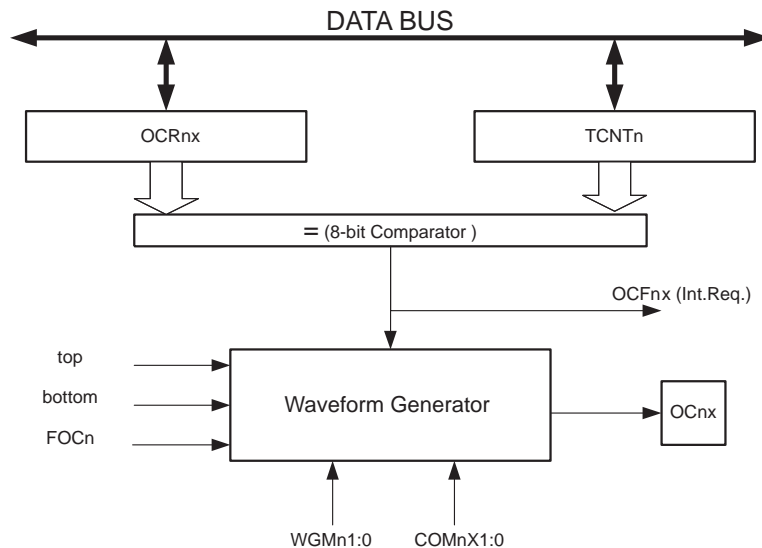 DATA BUS
OCRnx
TCNTn
= (8-bit Comparator )
OCFnx (Int.Req.)
top
bottom
FOCn
Waveform Generator
OCnx
WGMn1:0
COMnX1:0